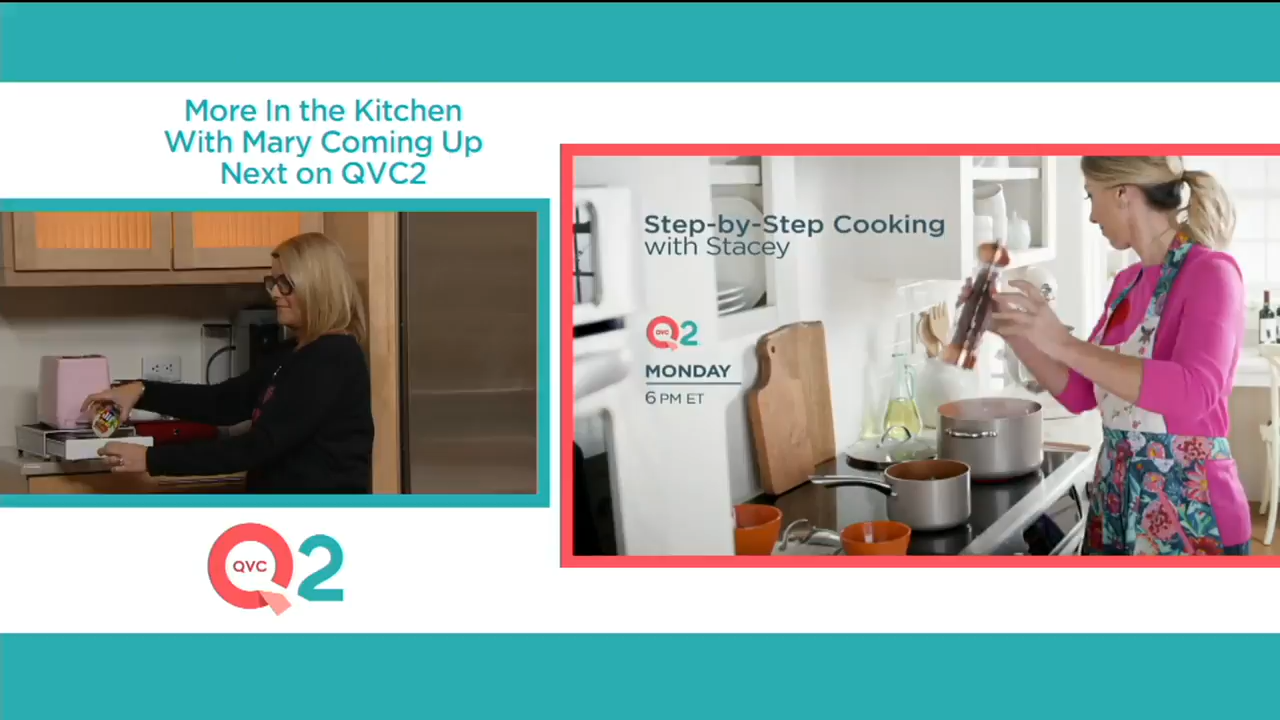 More In the Kitchen
With Mary Coming Up
Next on QVC2
Step-by-Step Cooking
with Stacey
QVC 2
MONDAY
6 PM ET
QVC 2